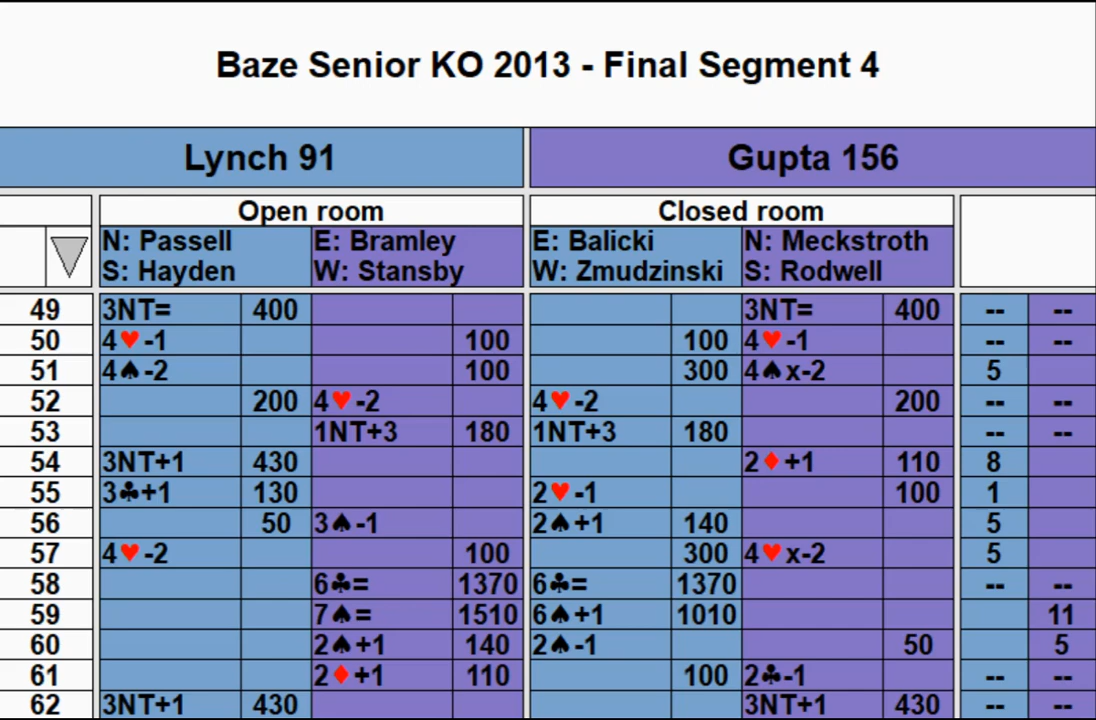 Baze Senior KO 2013 - Final Segment 4
Lynch 91 Gupta 156
Open room Closed room
N: Passell E: Bramley E: Balicki N: Meckstroth
S: Hayden W: Stansby W: Zmudzinski S: Rodwell
49 3NT= 400 3NT= 400 -- --
50 4♥-1 100 100 4♥-1 -- --
51 4♠-2 100 300 4♠x-2 5
52 200 4♥-2 4♥-2 200 -- --
53 1NT+3 180 1NT+3 180 -- --
54 3NT+1 430 2♦+1 110 8
55 3♣+1 130 2♥-1 100 1
56 50 3♠-1 2♠+1 140 5
57 4♥-2 100 300 4♥x-2 5
58 6♣= 1370 6♣= 1370 -- --
59 7♠= 1510 6♠+1 1010 11
60 2♠+1 140 2♠-1 50 5
61 2♦+1 110 100 2♣-1 -- --
62 3NT+1 430 3NT+1 430 -- --